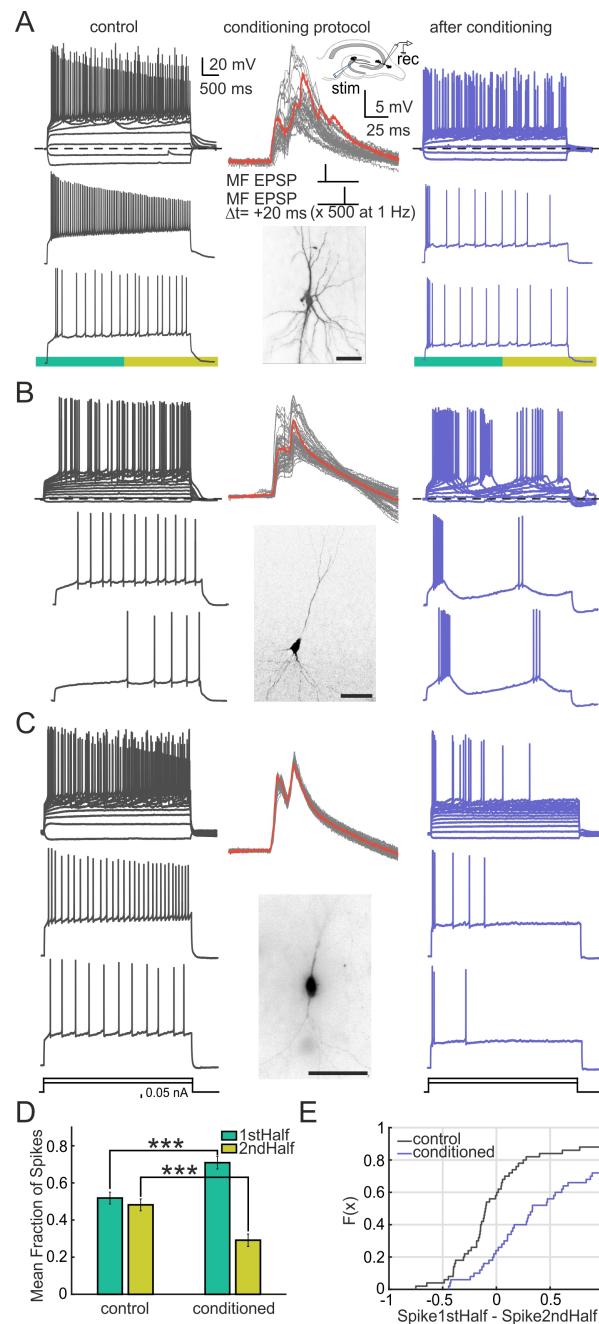 A
control
conditioning protocol
after conditioning
20 mV
500 ms
rec
stim
5 mV
25 ms
MF EPSP
MF EPSP
Δt= +20 ms (x 500 at 1 Hz)
B
C
0.05 nA
D
E
1stHalf
2ndHalf
***
***
Mean Fraction of Spikes
0.8
0.6
0.4
0.2
0
control
conditioned
control
conditioned
F(x)
1
0.8
0.6
0.4
0.2
0
-1
-0.5
0
0.5
Spike1stHalf - Spike2ndHalf